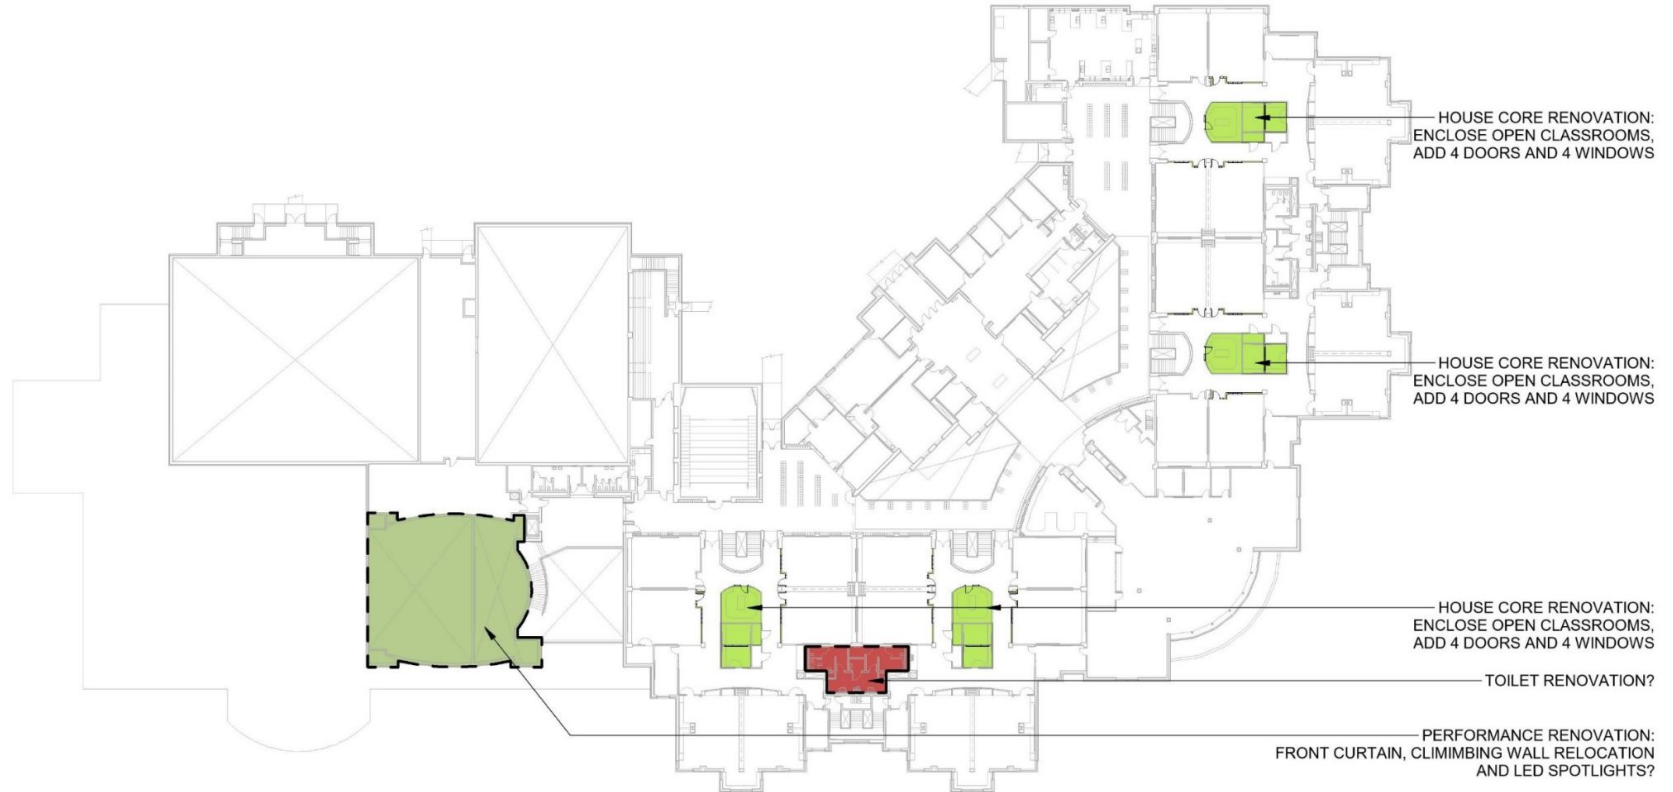 HOUSE CORE RENOVATION:
ENCLOSE OPEN CLASSROOMS,
ADD 4 DOORS AND 4 WINDOWS
HOUSE CORE RENOVATION:
ENCLOSE OPEN CLASSROOMS,
ADD 4 DOORS AND 4 WINDOWS
HOUSE CORE RENOVATION:
ENCLOSE OPEN CLASSROOMS,
ADD 4 DOORS AND 4 WINDOWS
TOILET RENOVATION?
PERFORMANCE RENOVATION:
FRONT CURTAIN, CLIMIMBING WALL RELOCATION
AND LED SPOTLIGHTS?